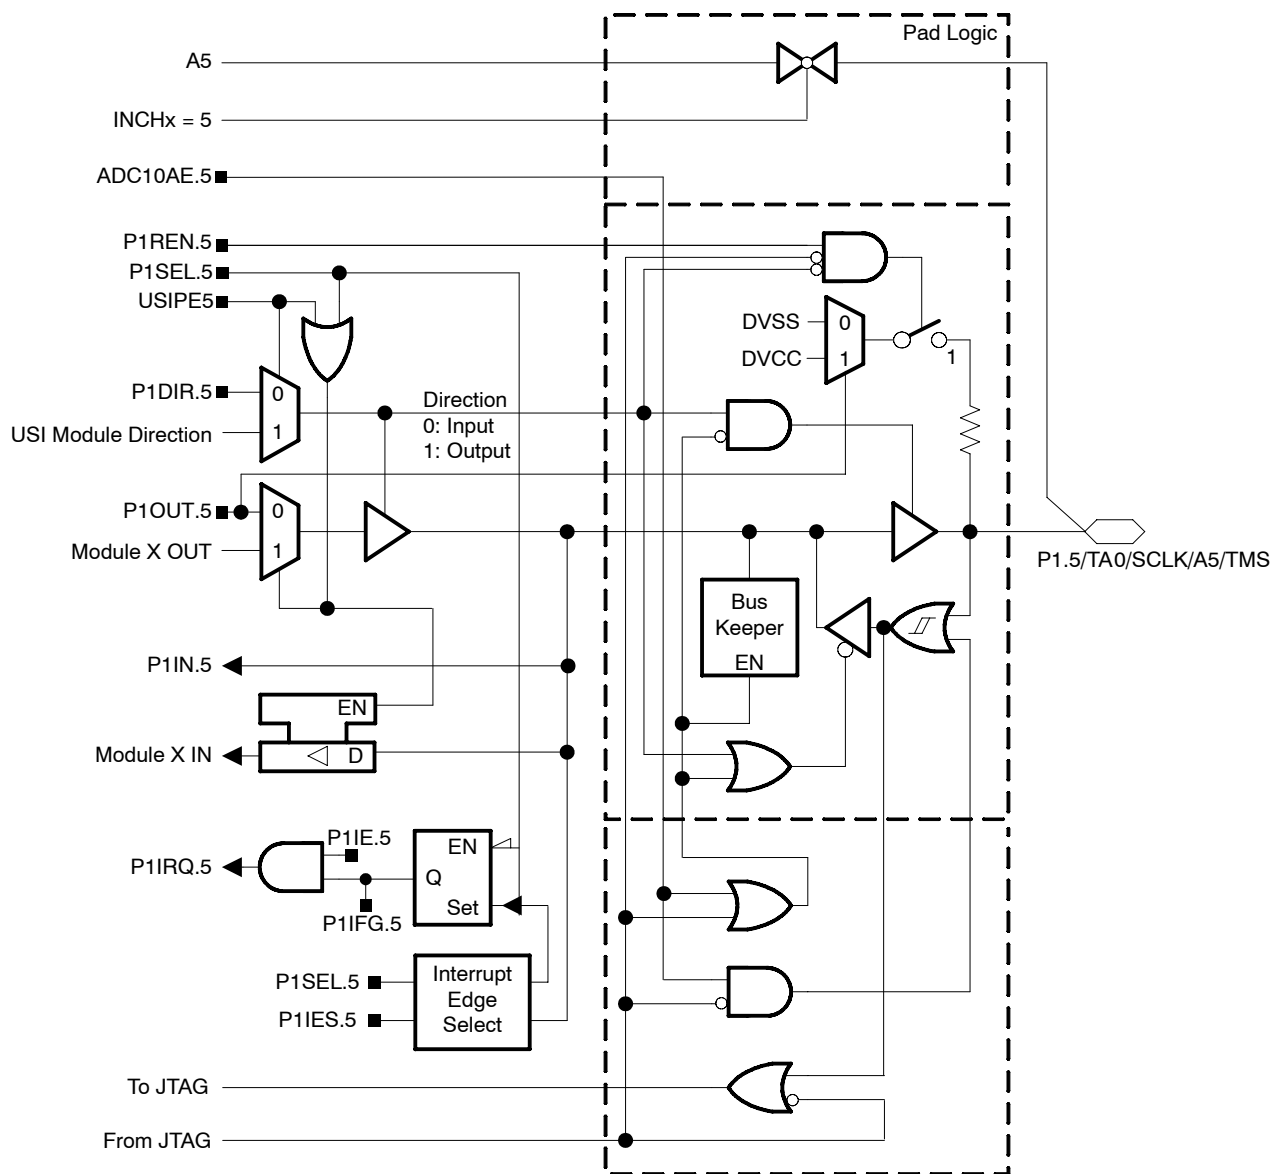 Pad Logic
A5
INCHx = 5
ADC10AE.5
P1REN.5
P1SEL.5
USIPE5
DVSS
0
DVCC
1
1
P1DIR.5
0
USI Module Direction
1
Direction
0: Input
1: Output
P1OUT.5
0
Module X OUT
1
P1.5/TA0/SCLK/A5/TMS
Bus
Keeper
EN
P1IN.5
EN
Module X IN
D
P1IE.5
P1IRQ.5
EN
Q
Set
P1IFG.5
P1SEL.5
P1IES.5
Interrupt
Edge
Select
To JTAG
From JTAG